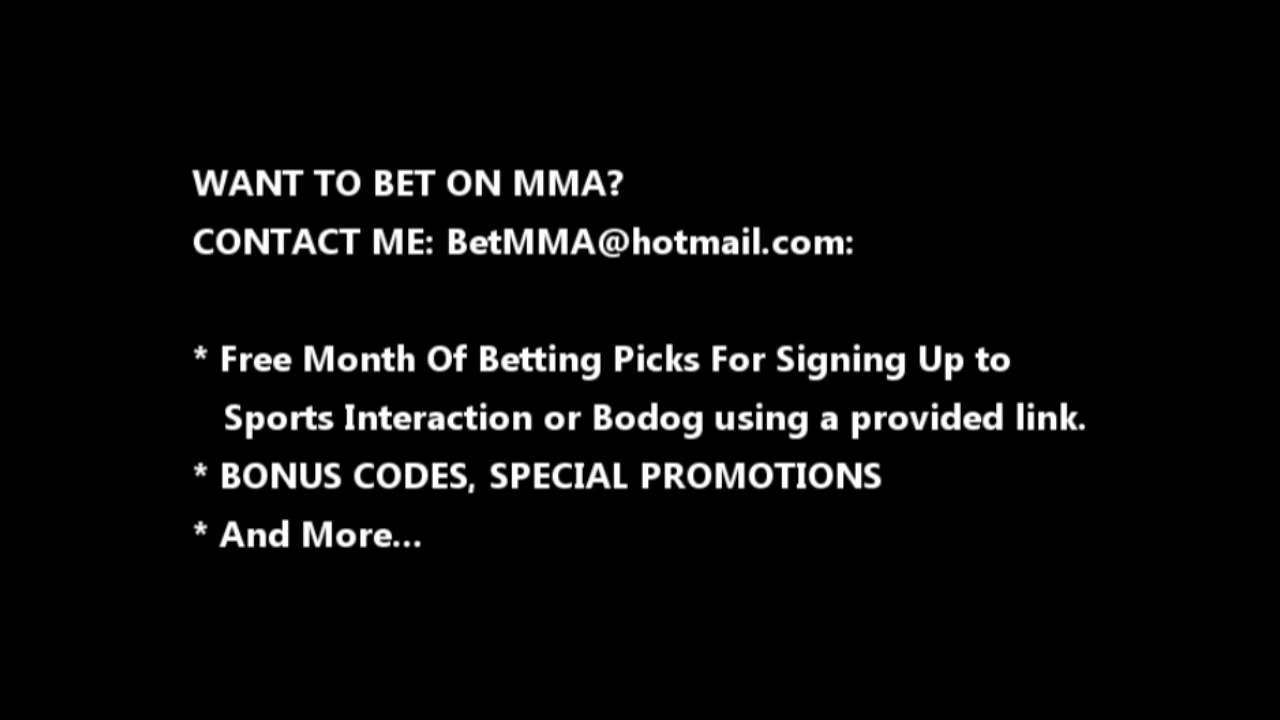 WANT TO BET ON MMA?
CONTACT ME: BetMMA@hotmail.com:
* Free Month Of Betting Picks For Signing Up to
Sports Interaction or Bodog using a provided link.
* BONUS CODES, SPECIAL PROMOTIONS
* And More...